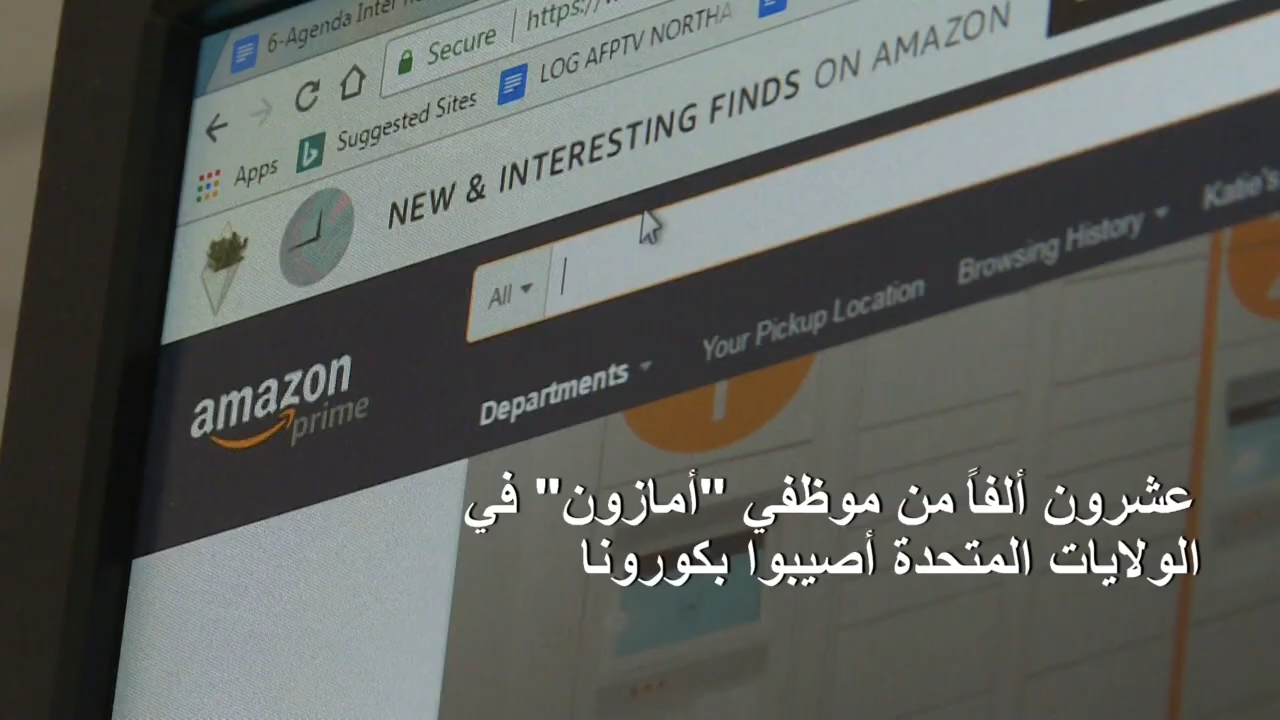 6-Agenda Inter
Secure
https://
Apps
Suggested Sites
LOG AFPTV NORTHA
NEW & INTERESTING FINDS ON AMAZON
All
amazon
prime
Departments
Your Pickup Location
Browsing History
Katie's
1
عشرون ألفاً من موظفي "أمازون" في
الولايات المتحدة أصيبوا بكورونا